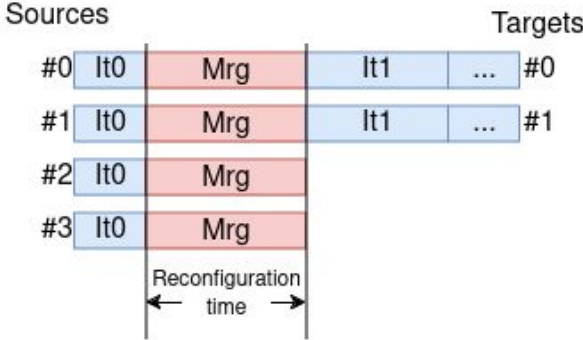 Sources
Targets
#0 It0 Mrg It1 ... #0
#1 It0 Mrg It1 ... #1
#2 It0 Mrg
#3 It0 Mrg
Reconfiguration
time